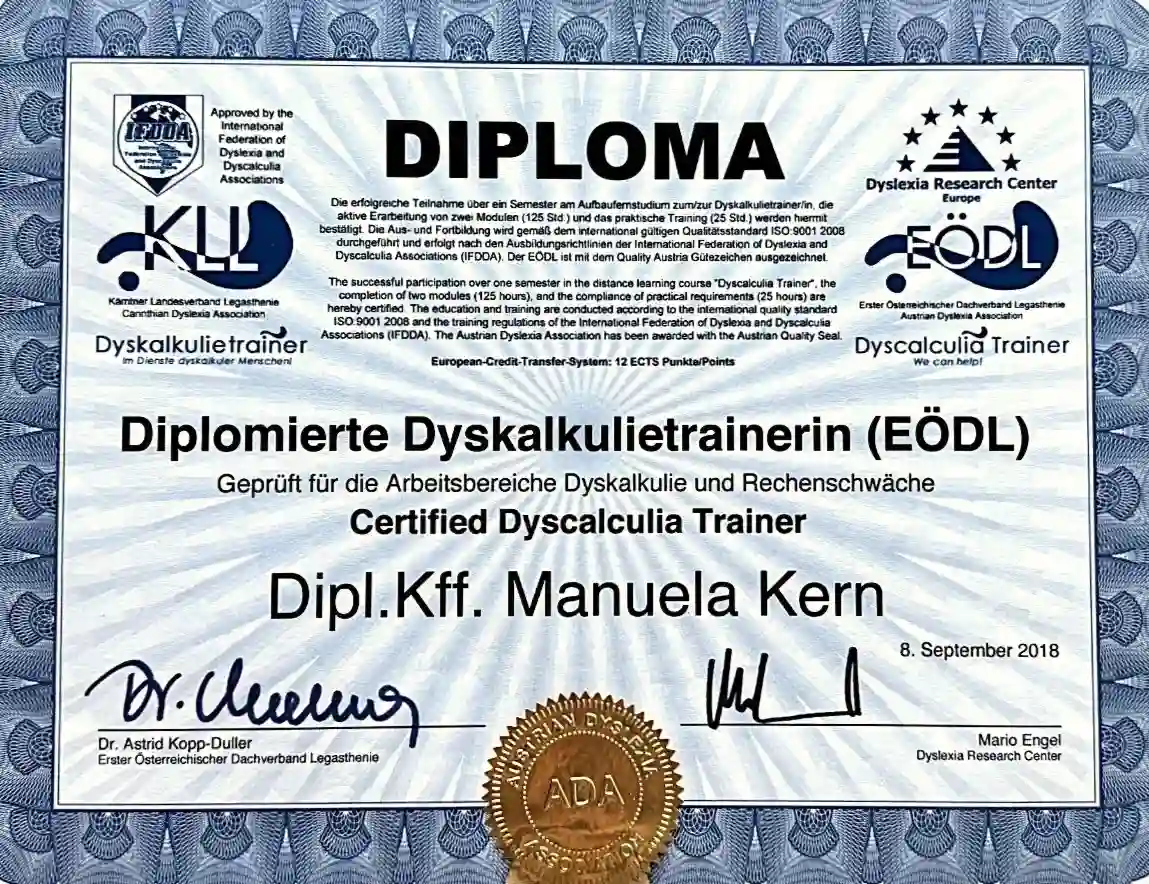 IFDDA
Approved by the
International
Federation of
Dyslexia and
Dyscalculia
Associations
KLL
Kärntner Landesverband Legasthenie
Carinthian Dyslexia Association
Dyskalkulietrainer
Im Dienste dyskalkuler Menschen!
DIPLOMA
Die erfolgreiche Teilnahme über ein Semester am Aufbaufernstudium zum/zur Dyskalkulietrainer/in, die
aktive Erarbeitung von zwei Modulen (125 Std.) und das praktische Training (25 Std.) werden hiermit
bestätigt. Die Aus- und Fortbildung wird gemäß dem international gültigen Qualitätsstandard ISO:9001 2008
durchgeführt und erfolgt nach den Ausbildungsrichtlinien der International Federation of Dyslexia and
Dyscalculia Associations (IFDDA). Der EÖDL ist mit dem Quality Austria Gütezeichen ausgezeichnet.
The successful participation over one semester in the distance learning course "Dyscalculia Trainer", the
completion of two modules (125 hours), and the compliance of practical requirements (25 hours) are
hereby certified. The education and training are conducted according to the international quality standard
ISO:9001 2008 and the training regulations of the International Federation of Dyslexia and Dyscalculia
Associations (IFDDA). The Austrian Dyslexia Association has been awarded with the Austrian Quality Seal.
European-Credit-Transfer-System: 12 ECTS Punkte/Points
Dyslexia Research Center
Europe
EÖDL
Erster Österreichischer Dachverband Legasthenie
Austrian Dyslexia Association
Dyscalculia Trainer
We can help!
Diplomierte Dyskalkulietrainerin (EÖDL)
Geprüft für die Arbeitsbereiche Dyskalkulie und Rechenschwäche
Certified Dyscalculia Trainer
Dipl.Kff. Manuela Kern
8. September 2018
Dr.
Dr. Astrid Kopp-Duller
Erster Österreichischer Dachverband Legasthenie
Mario Engel
Dyslexia Research Center
AUSTRIAN DYSLEXIA
ADA
ASSOCIATION